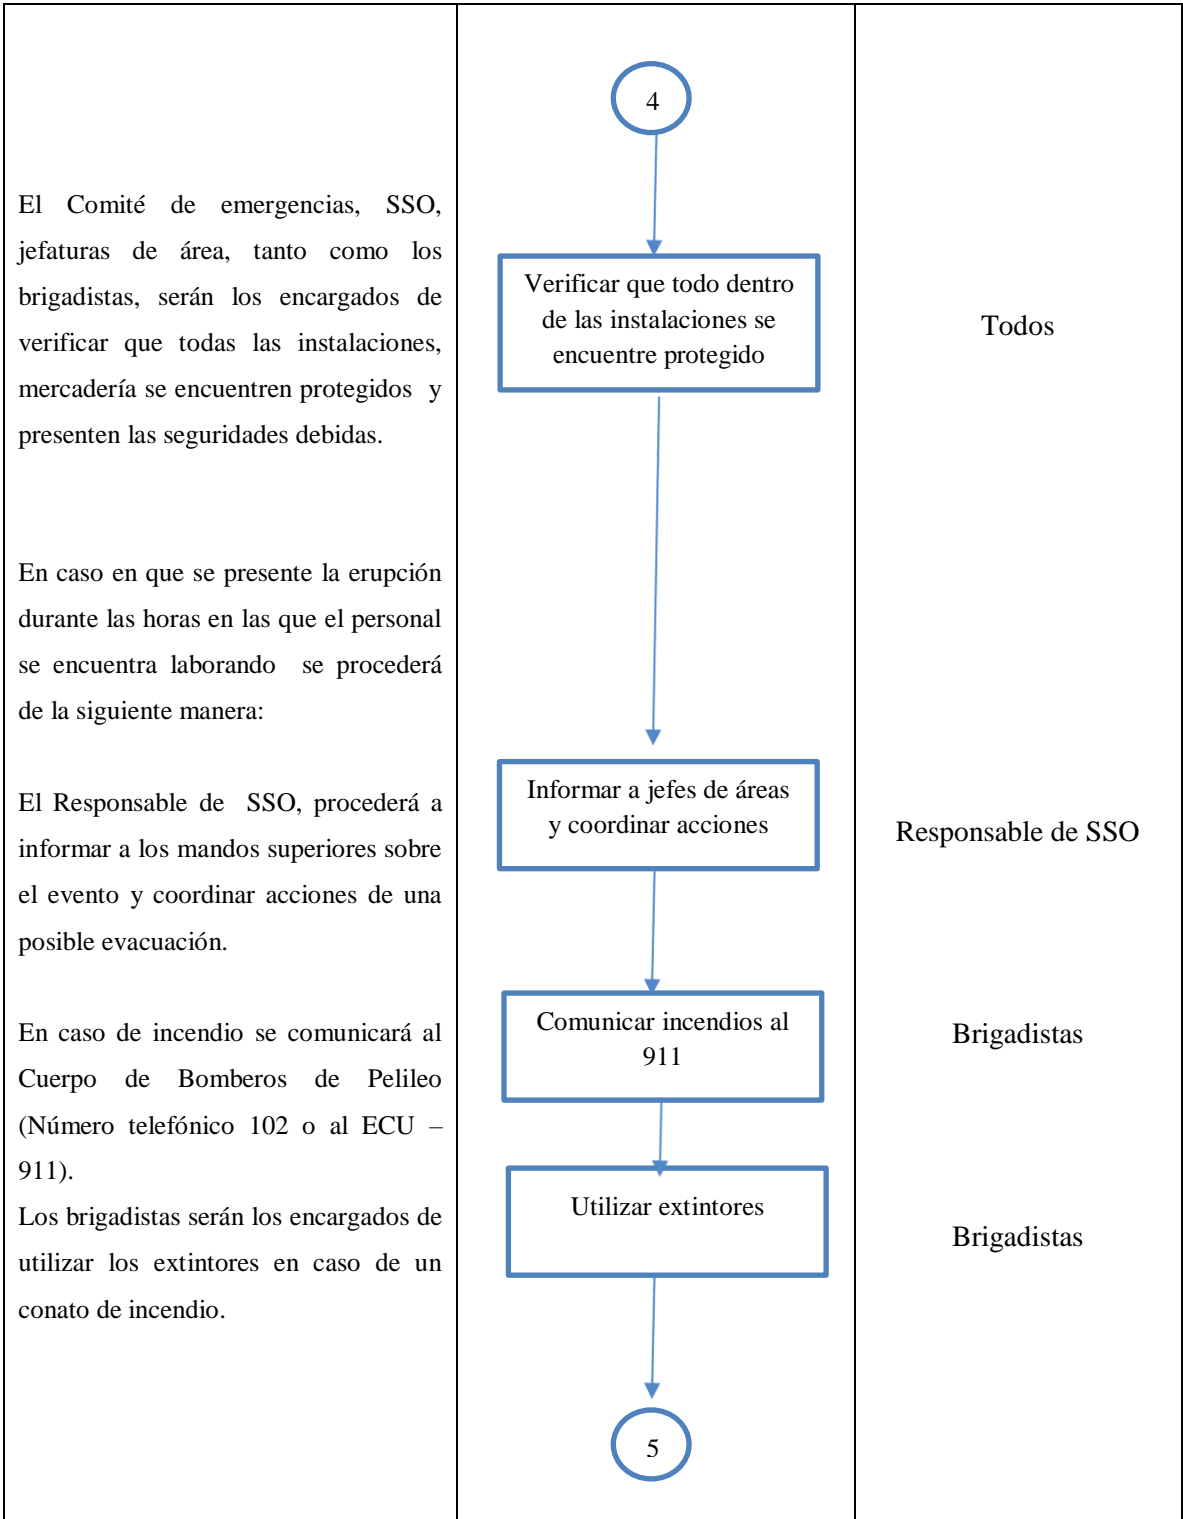 El Comité de emergencias, SSO,
jefaturas de área, tanto como los
brigadistas, serán los encargados de
verificar que todas las instalaciones,
mercadería se encuentren protegidos y
presenten las seguridades debidas.
En caso en que se presente la erupción
durante las horas en las que el personal
se encuentra laborando se procederá
de la siguiente manera:
El Responsable de SSO, procederá a
informar a los mandos superiores sobre
el evento y coordinar acciones de una
posible evacuación.
En caso de incendio se comunicará al
Cuerpo de Bomberos de Pelileo
(Número telefónico 102 o al ECU –
911).
Los brigadistas serán los encargados de
utilizar los extintores en caso de un
conato de incendio.
4
Verificar que todo dentro
de las instalaciones se
encuentre protegido
Informar a jefes de áreas
y coordinar acciones
Comunicar incendios al
911
Utilizar extintores
5
Todos
Responsable de SSO
Brigadistas
Brigadistas